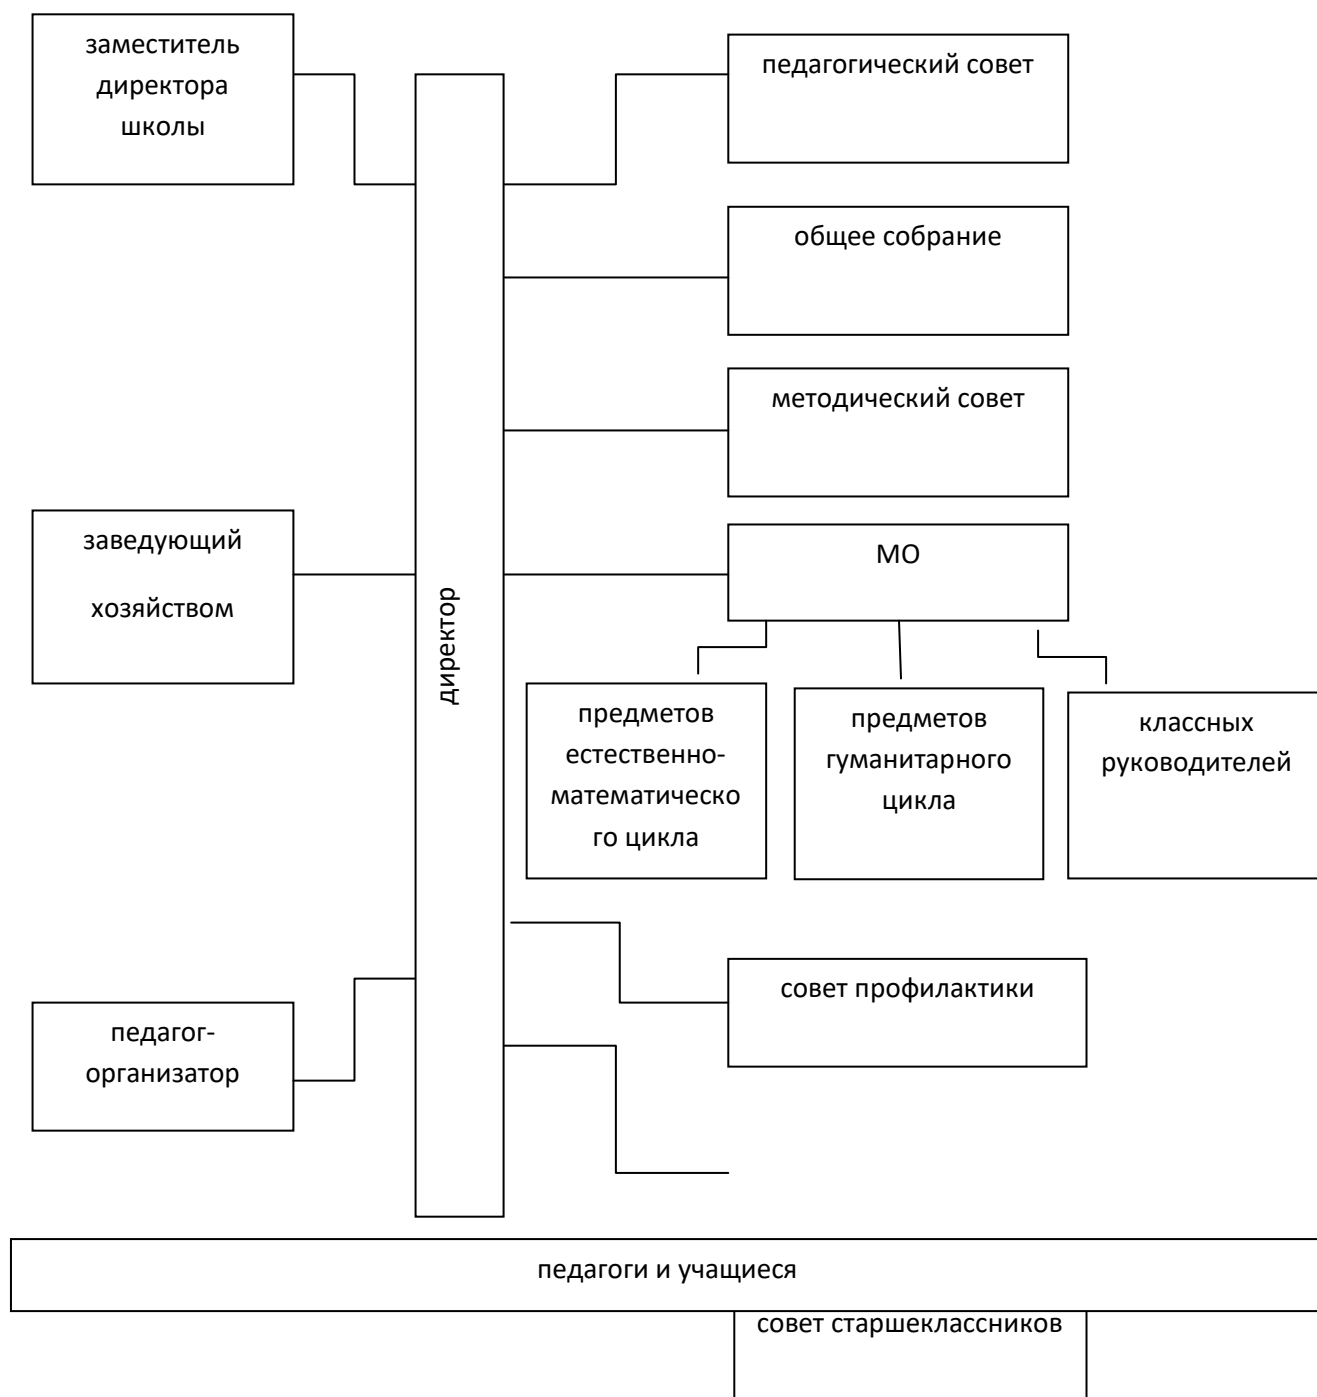 заместитель
директора
школы
педагогический совет
общее собрание
методический совет
заведующий
хозяйством
директор
МО
предметов
естественно-
математическо
го цикла
предметов
гуманитарного
цикла
классных
руководителей
совет профилактики
педагог-
организатор
педагоги и учащиеся
совет старшеклассников